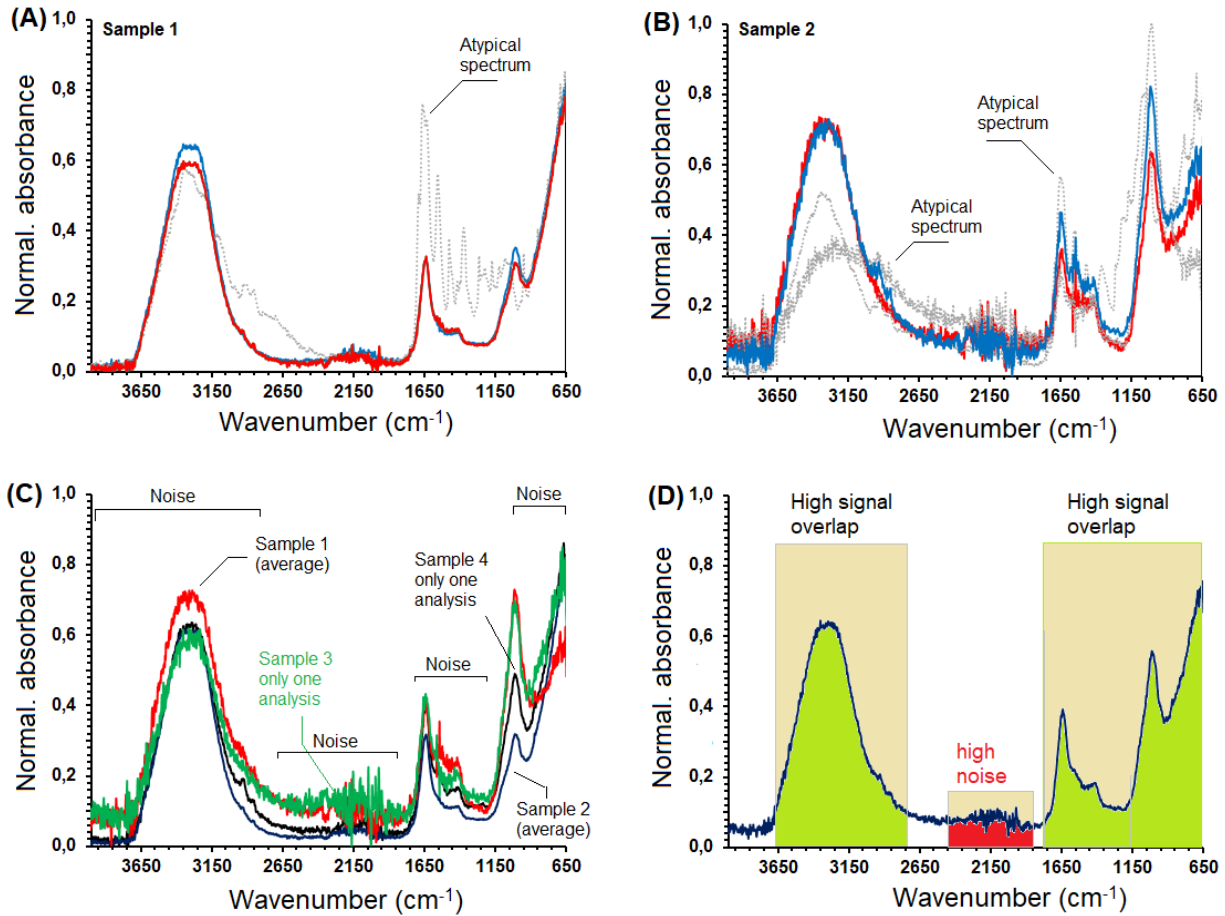 (A)
Sample 1
Atypical
spectrum
Normal. absorbance
1,0
0,8
0,6
0,4
0,2
0,0
3650 3150 2650 2150 1650 1150 650
Wavenumber (cm-1)
(B)
Sample 2
Atypical
spectrum
Atypical
spectrum
Normal. absorbance
1,0
0,8
0,6
0,4
0,2
0,0
3650 3150 2650 2150 1650 1150 650
Wavenumber (cm-1)
(C)
Noise
Noise
Sample 1
(average)
Sample 4
only one
analysis
Sample 3
only one
analysis
Noise
Noise
Sample 2
(average)
Normal. absorbance
1,0
0,8
0,6
0,4
0,2
0,0
3650 3150 2650 2150 1650 1150 650
Wavenumber (cm-1)
(D)
High signal
overlap
High signal
overlap
high
noise
Normal. absorbance
1,0
0,8
0,6
0,4
0,2
0,0
3650 3150 2650 2150 1650 1150 650
Wavenumber (cm-1)